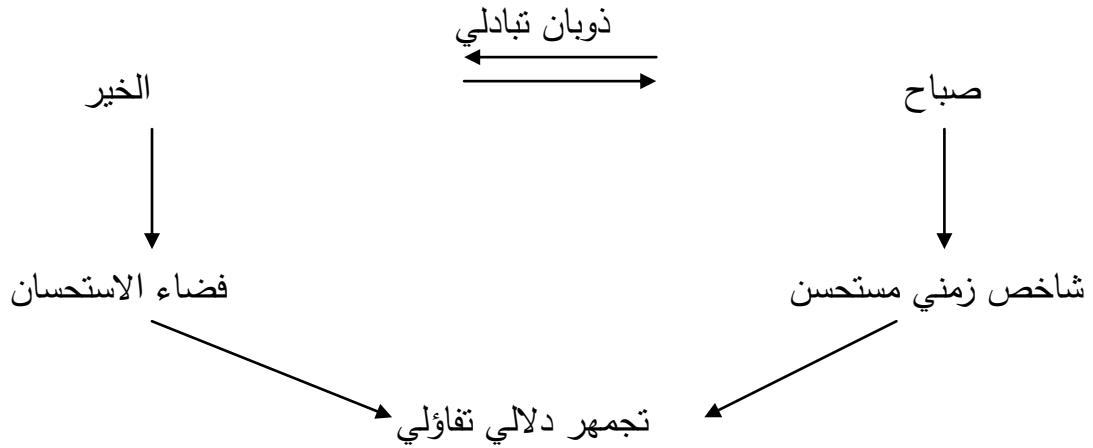 ذوبان تبادلي
صباح
الخير
شاخص زمني مستحسن
فضاء الاستحسان
تجمهر دلالي تفاؤلي